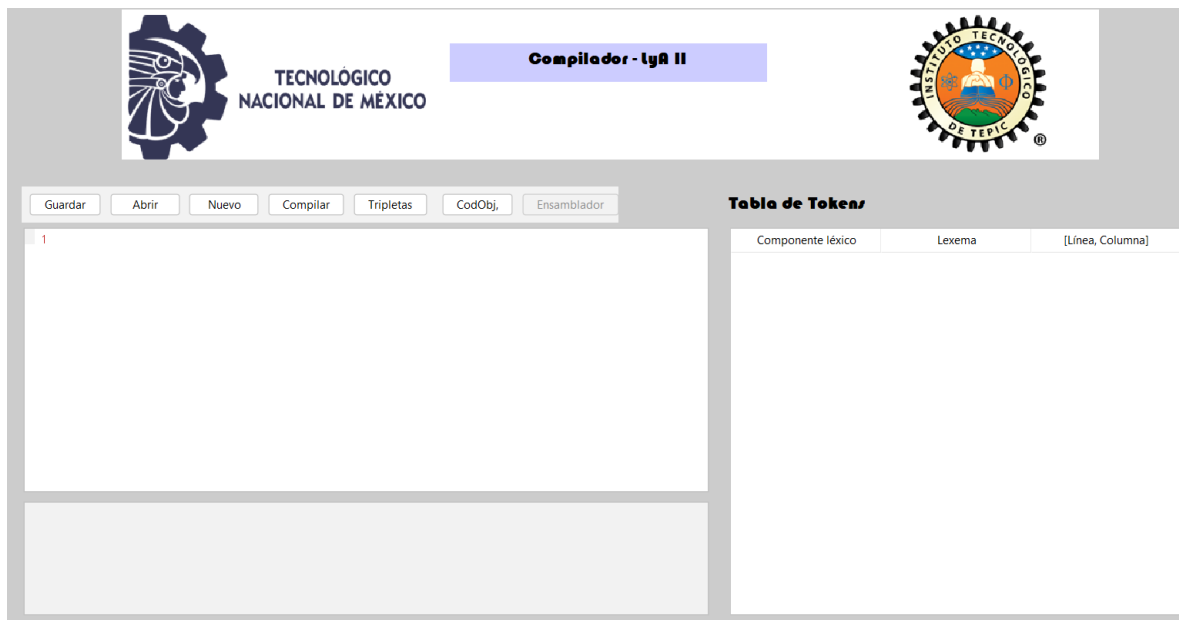 Compilador - LyA II
TECNOLÓGICO
NACIONAL DE MÉXICO
INSTITUTO TECNOLOGICO
DE TEPIC
®
Guardar Abrir Nuevo Compilar Tripletas CodObj, Ensamblador
Tabla de Tokens
1
Componente léxico Lexema [Línea, Columna]